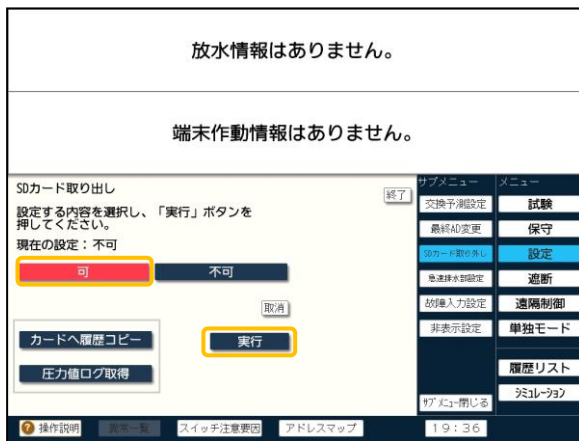 放水情報はありません。
端末作動情報はありません。
SDカード取り出し
終了
設定する内容を選択し、「実行」ボタンを
押してください。
現在の設定：不可
可
不可
取消
カードへ履歴コピー
実行
圧力値ログ取得
サブメニュー
交換予測設定
最終AD変更
SDカード取り外し
急速排水部設定
故障入力設定
非表示設定
ｻﾌﾞﾒﾆｭｰ閉じる
メニュー
試験
保守
設定
遮断
遠隔制御
単独モード
履歴リスト
ｼﾐｭﾚｰｼｮﾝ
? 操作説明
異常一覧
スイッチ注意要因
アドレスマップ
19:36